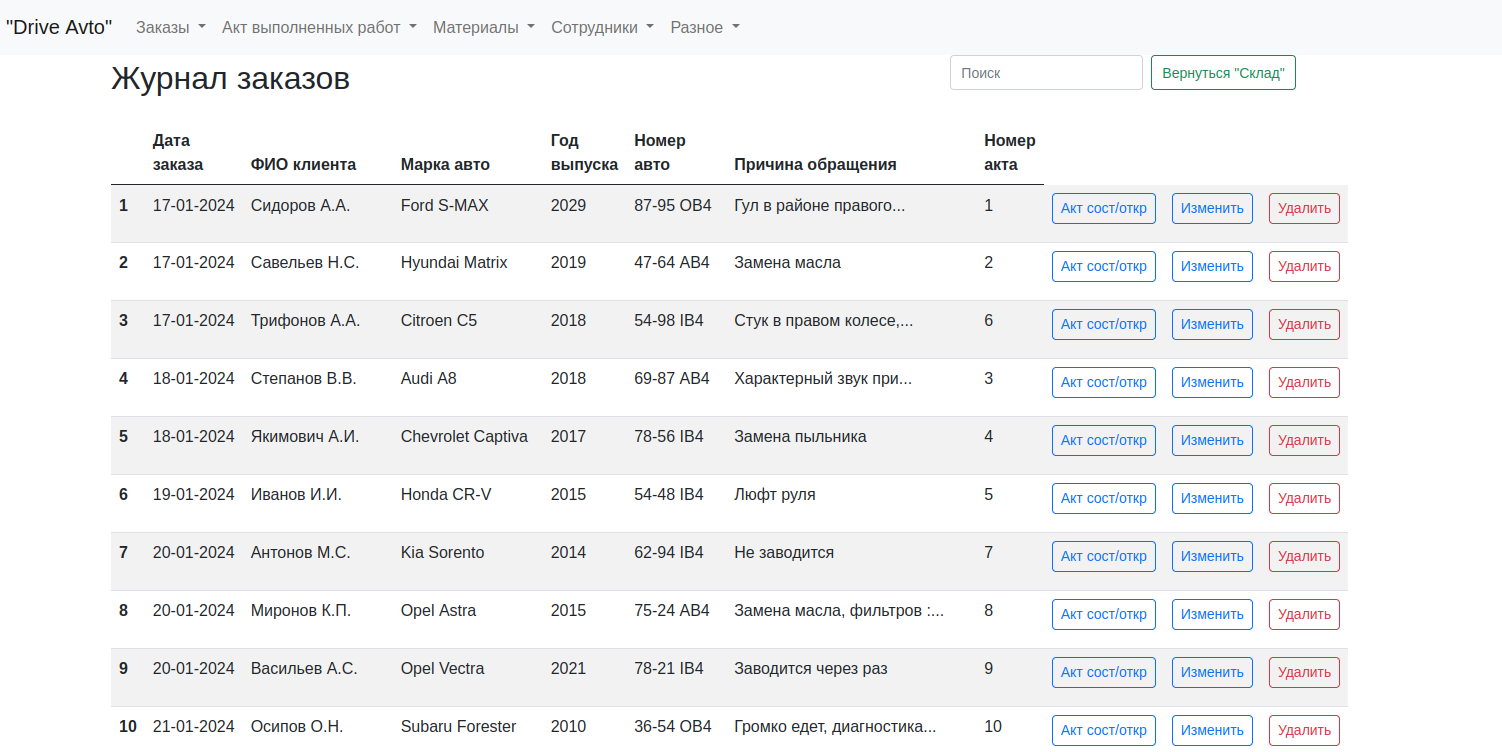 "Drive Avto" Заказы Акт выполненных работ Материалы Сотрудники Разное
Журнал заказов Поиск Вернуться "Склад"
Дата заказа ФИО клиента Марка авто Год выпуска Номер авто Причина обращения Номер акта
1 17-01-2024 Сидоров А.А. Ford S-MAX 2029 87-95 OB4 Гул в районе правого... 1 Акт сост/откр Изменить Удалить
2 17-01-2024 Савельев Н.С. Hyundai Matrix 2019 47-64 AB4 Замена масла 2 Акт сост/откр Изменить Удалить
3 17-01-2024 Трифонов А.А. Citroen C5 2018 54-98 IB4 Стук в правом колесе,... 6 Акт сост/откр Изменить Удалить
4 18-01-2024 Степанов В.В. Audi A8 2018 69-87 AB4 Характерный звук при... 3 Акт сост/откр Изменить Удалить
5 18-01-2024 Якимович А.И. Chevrolet Captiva 2017 78-56 IB4 Замена пыльника 4 Акт сост/откр Изменить Удалить
6 19-01-2024 Иванов И.И. Honda CR-V 2015 54-48 IB4 Люфт руля 5 Акт сост/откр Изменить Удалить
7 20-01-2024 Антонов М.С. Kia Sorento 2014 62-94 IB4 Не заводится 7 Акт сост/откр Изменить Удалить
8 20-01-2024 Миронов К.П. Opel Astra 2015 75-24 AB4 Замена масла, фильтров :... 8 Акт сост/откр Изменить Удалить
9 20-01-2024 Васильев А.С. Opel Vectra 2021 78-21 IB4 Заводится через раз 9 Акт сост/откр Изменить Удалить
10 21-01-2024 Осипов О.Н. Subaru Forester 2010 36-54 OB4 Громко едет, диагностика... 10 Акт сост/откр Изменить Удалить